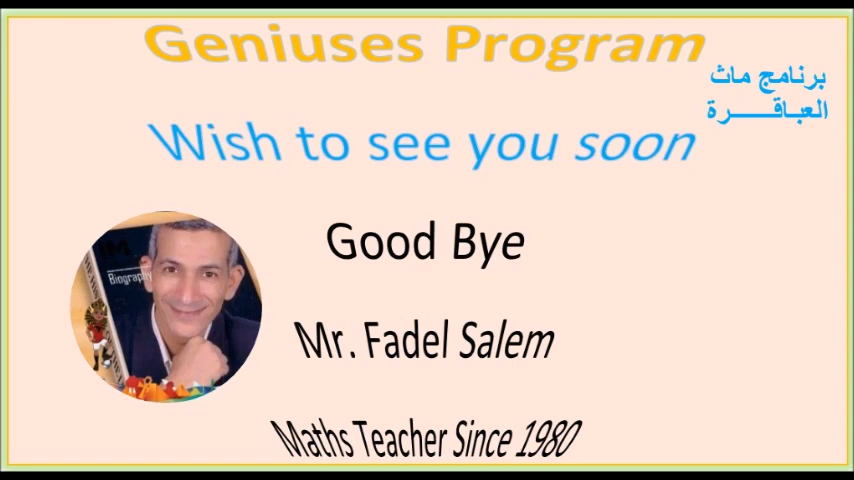 Geniuses Program
برنامج ماث
العباقـــــرة
Wish to see you soon
Biography
Good Bye
Mr. Fadel Salem
Maths Teacher Since 1980